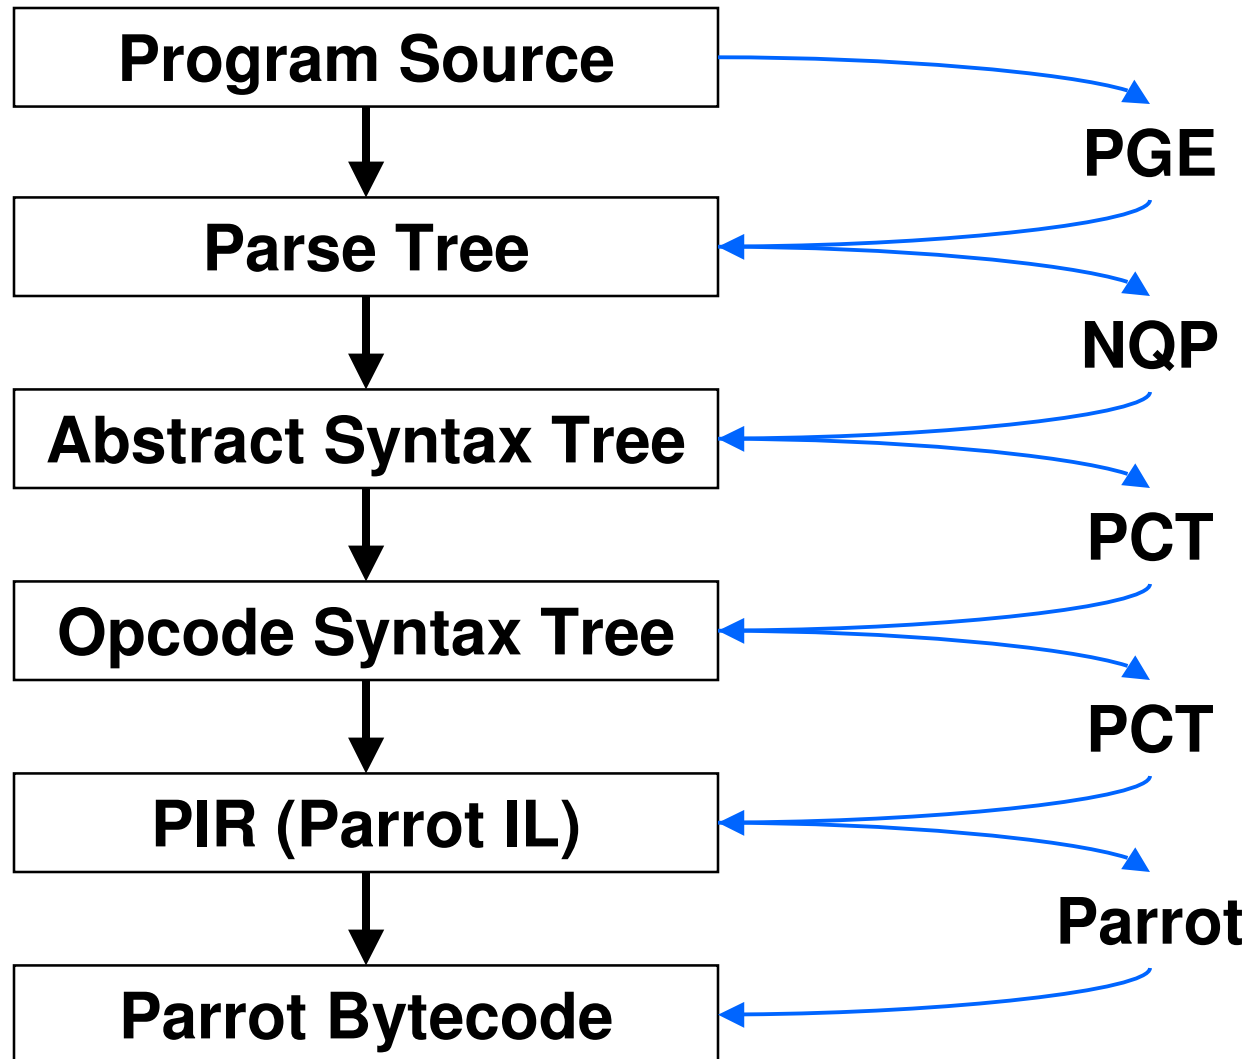 Program Source
PGE
Parse Tree
NQP
Abstract Syntax Tree
PCT
Opcode Syntax Tree
PCT
PIR (Parrot IL)
Parrot
Parrot Bytecode